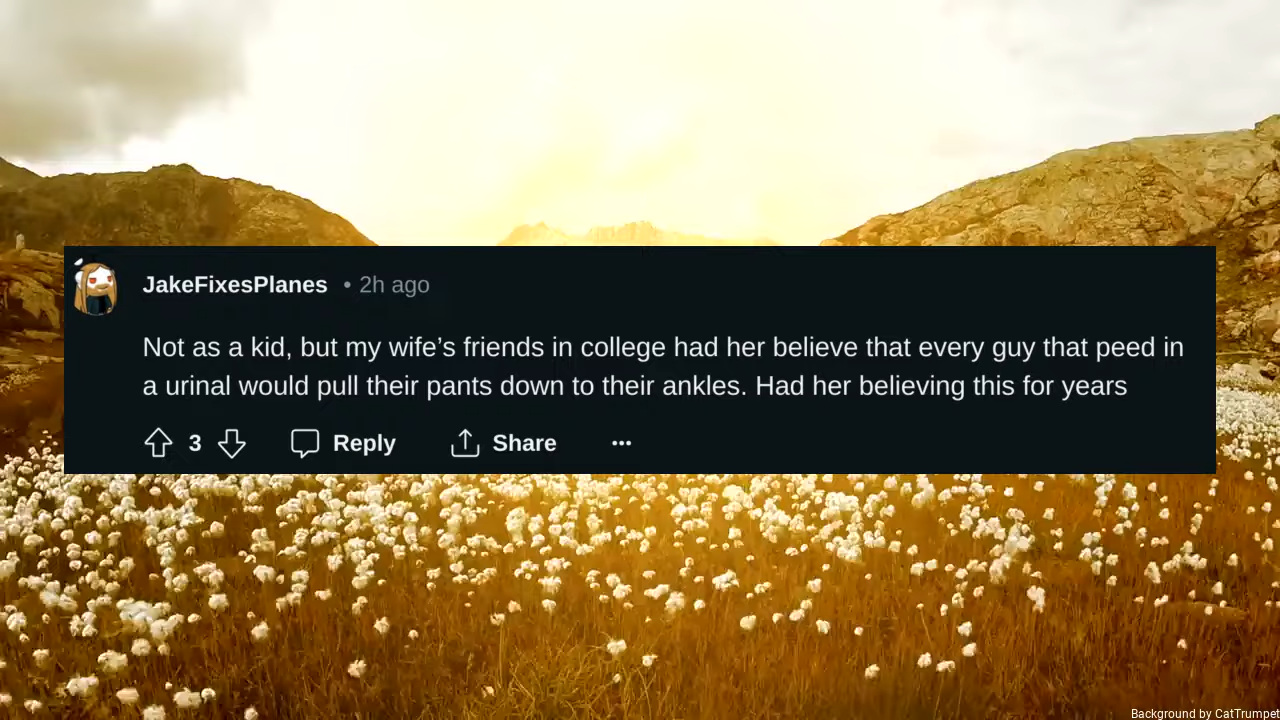 JakeFixesPlanes • 2h ago
Not as a kid, but my wife’s friends in college had her believe that every guy that peed in
a urinal would pull their pants down to their ankles. Had her believing this for years
3 Reply Share ···
Background by CatTrumpet